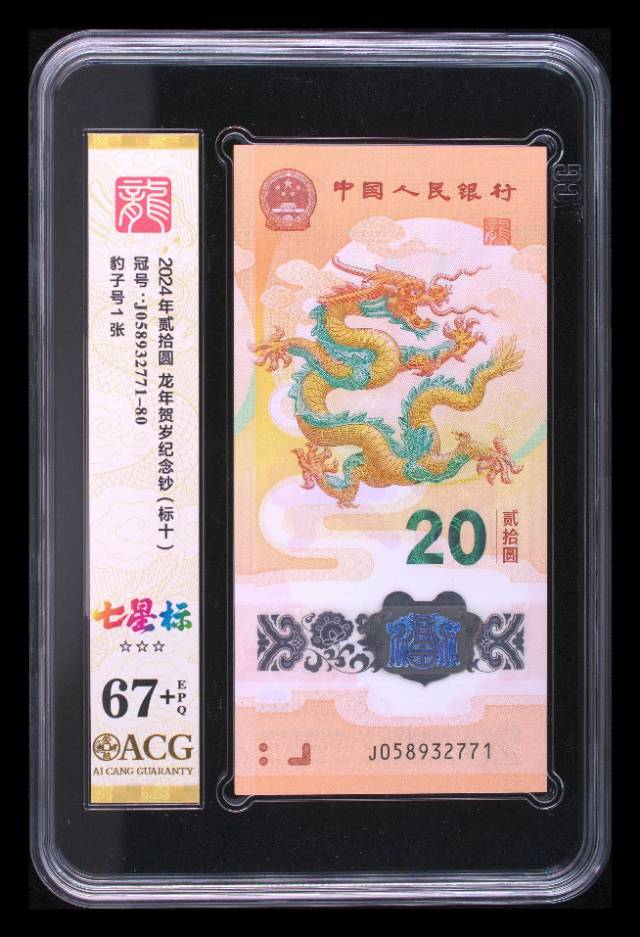 龍
2024年贰拾圆 龙年贺岁纪念钞(标十)
冠号:J058932771-80
豹子号1张
七星标
67+EPQ
ACG
AI CANG GUARANTY
中国人民银行
龍
20
贰拾圆
J058932771
ACG